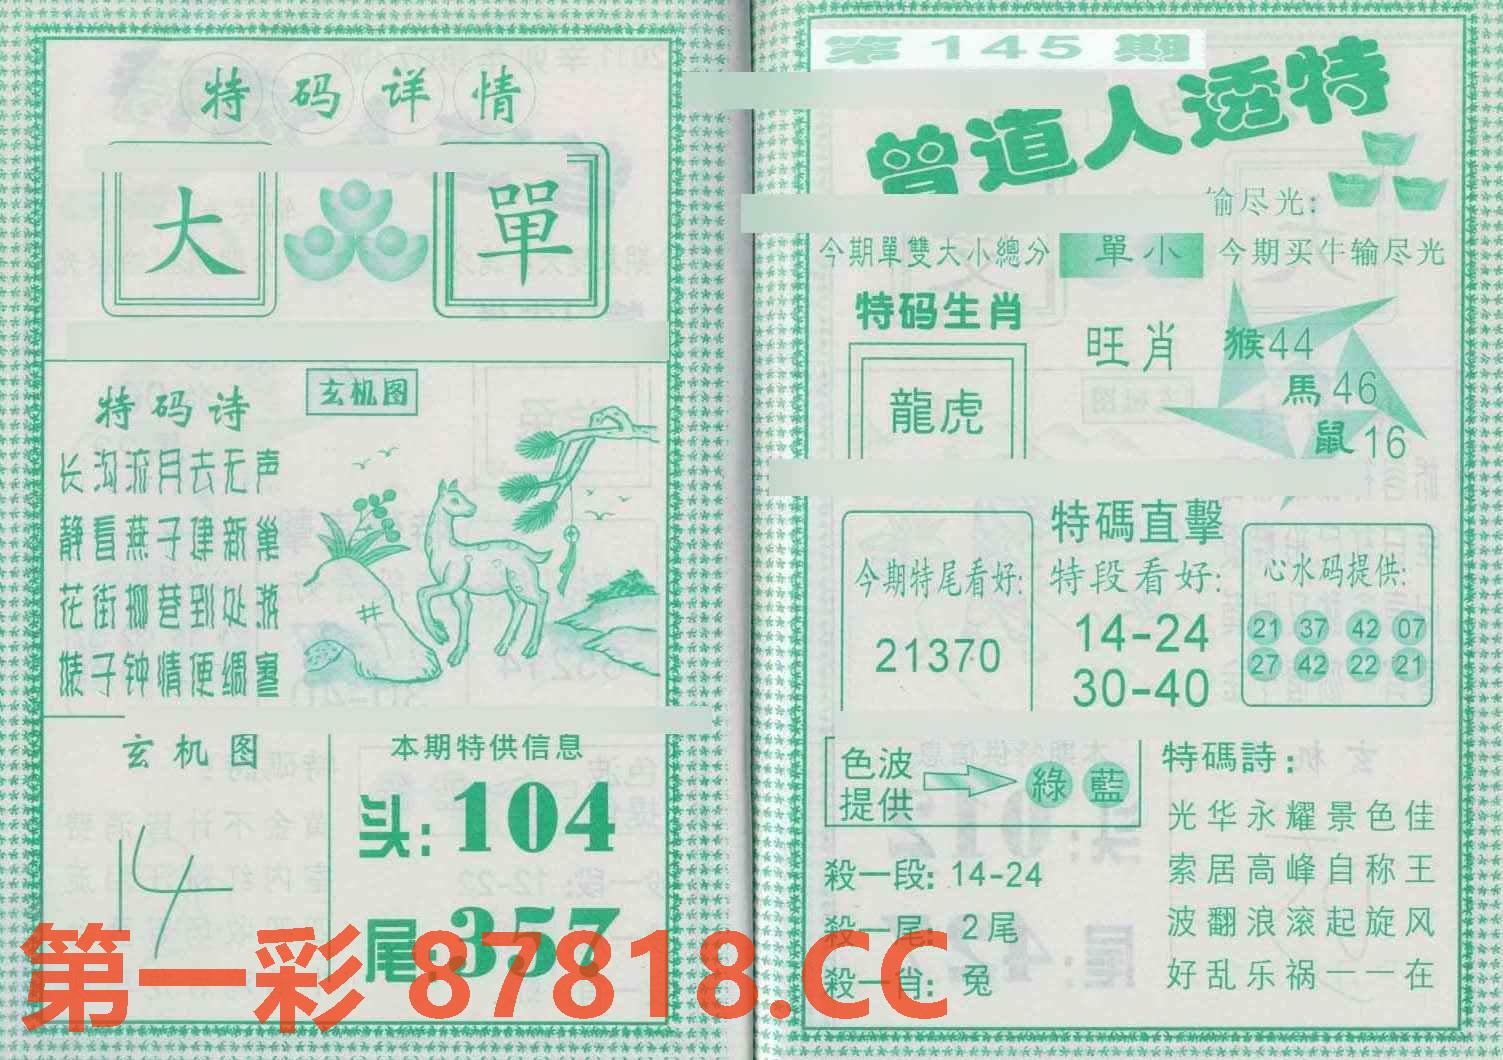 特码详情
大 單
特码诗
玄机图
长沟流月去无声
静看燕子建新巢
花街柳巷到处游
婊子钟情便绸
玄机图
14
本期特供信息
头:104
尾:357
第145期
曾道人透特
输尽光:
今期單雙大小總分 單小 今期买牛输尽光
特码生肖
龍虎
旺肖
猴44
馬46
鼠16
特碼直擊
今期特尾看好:
21370
特段看好:
14-24
30-40
心水码提供:
21 37 42 07
27 42 22 21
色波
提供
綠 藍
殺一段: 14-24
殺一尾: 2尾
殺一肖: 兔
特碼詩:
光华永耀景色佳
索居高峰自称王
波翻浪滚起旋风
好乱乐祸一一在
第一彩 87818.CC